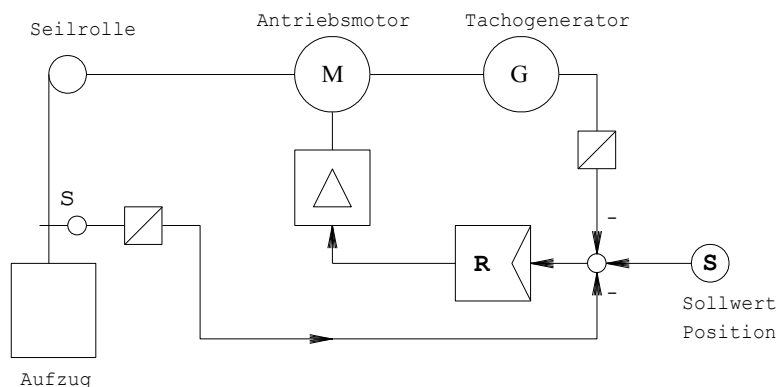 Antriebsmotor
Tachogenerator
Seilrolle
M
G
S
-
R
S
-
Sollwert
Position
Aufzug